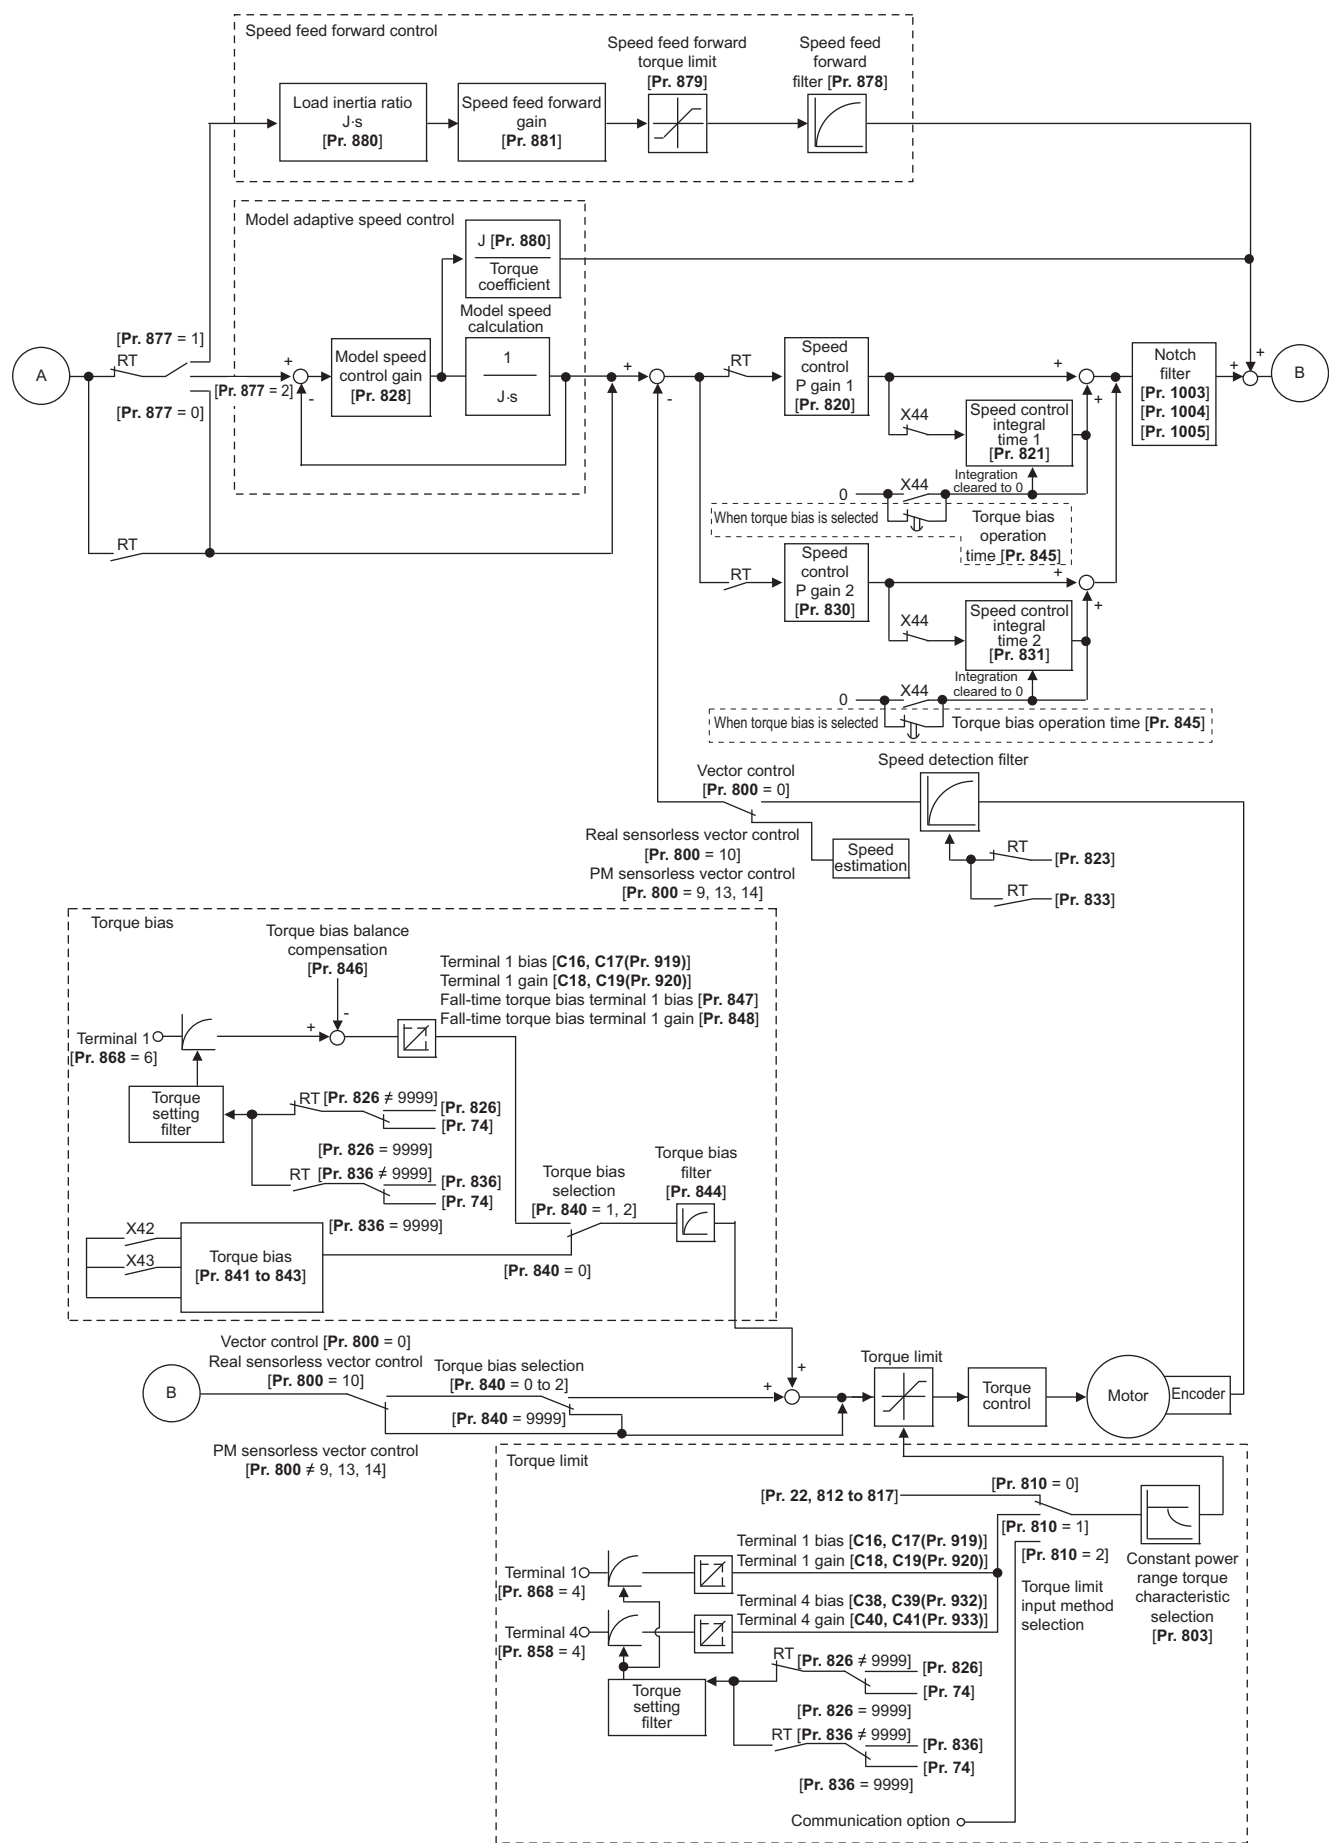 Speed feed forward control
Speed feed forward
torque limit
[Pr. 879]
Speed feed
forward
filter [Pr. 878]
Load inertia ratio
J·s
[Pr. 880]
Speed feed forward
gain
[Pr. 881]
Model adaptive speed control
J [Pr. 880]
Torque
coefficient
Model speed
calculation
1
J·s
[Pr. 877 = 1]
RT
A
[Pr. 877 = 2]
[Pr. 877 = 0]
+
-
Model speed
control gain
[Pr. 828]
RT
+
-
RT
Speed
control
P gain 1
[Pr. 820]
+
+
X44
Speed control
integral
time 1
[Pr. 821]
Notch
filter
[Pr. 1003]
[Pr. 1004]
[Pr. 1005]
+
+
B
0
X44
Integration
cleared to 0
When torque bias is selected
Torque bias
operation
time [Pr. 845]
RT
Speed
control
P gain 2
[Pr. 830]
+
+
X44
Speed control
integral
time 2
[Pr. 831]
0
X44
Integration
cleared to 0
When torque bias is selected
Torque bias operation time [Pr. 845]
Vector control
[Pr. 800 = 0]
Speed detection filter
Real sensorless vector control
[Pr. 800 = 10]
PM sensorless vector control
[Pr. 800 = 9, 13, 14]
Speed
estimation
RT
[Pr. 823]
RT
[Pr. 833]
Torque bias
Torque bias balance
compensation
[Pr. 846]
Terminal 1 bias [C16, C17(Pr. 919)]
Terminal 1 gain [C18, C19(Pr. 920)]
Fall-time torque bias terminal 1 bias [Pr. 847]
Fall-time torque bias terminal 1 gain [Pr. 848]
-
+
Terminal 1
[Pr. 868 = 6]
Torque
setting
filter
RT [Pr. 826 ≠ 9999]
[Pr. 826]
[Pr. 74]
[Pr. 826 = 9999]
RT [Pr. 836 ≠ 9999]
[Pr. 836]
[Pr. 74]
[Pr. 836 = 9999]
Torque bias
selection
[Pr. 840 = 1, 2]
Torque bias
filter
[Pr. 844]
X42
X43
Torque bias
[Pr. 841 to 843]
[Pr. 840 = 0]
Vector control [Pr. 800 = 0]
Real sensorless vector control
[Pr. 800 = 10]
B
Torque bias selection
[Pr. 840 = 0 to 2]
[Pr. 840 = 9999]
PM sensorless vector control
[Pr. 800 ≠ 9, 13, 14]
+
+
Torque limit
Torque
control
Motor
Encoder
Torque limit
[Pr. 22, 812 to 817]
[Pr. 810 = 0]
[Pr. 810 = 1]
[Pr. 810 = 2]
Torque limit
input method
selection
Constant power
range torque
characteristic
selection
[Pr. 803]
Terminal 1 bias [C16, C17(Pr. 919)]
Terminal 1 gain [C18, C19(Pr. 920)]
Terminal 1
[Pr. 868 = 4]
Terminal 4 bias [C38, C39(Pr. 932)]
Terminal 4 gain [C40, C41(Pr. 933)]
Terminal 4
[Pr. 858 = 4]
Torque
setting
filter
RT [Pr. 826 ≠ 9999]
[Pr. 826]
[Pr. 74]
[Pr. 826 = 9999]
RT [Pr. 836 ≠ 9999]
[Pr. 836]
[Pr. 74]
[Pr. 836 = 9999]
Communication option